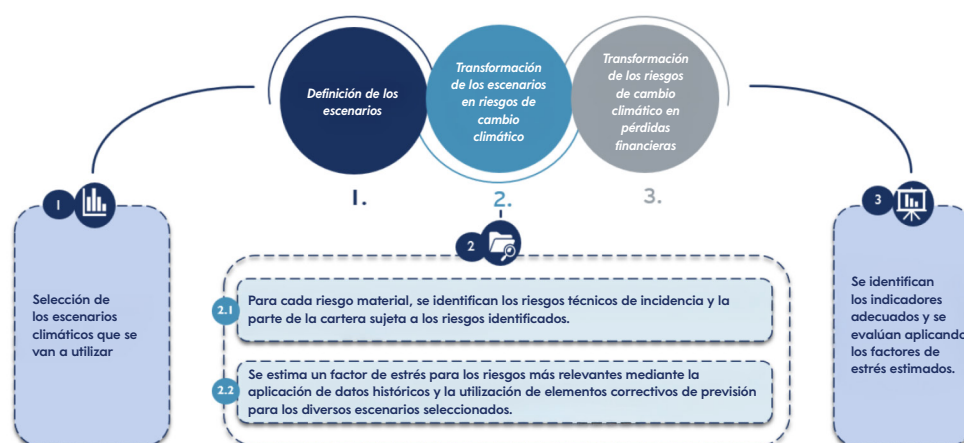 Definición de los
escenarios
Transformación
de los escenarios
en riesgos de
cambio
climático
Transformación
de los riesgos
de cambio
climático en
pérdidas
financieras
1.
2.
3.
1
Selección de
los escenarios
climáticos que se
van a utilizar
2
2.1
Para cada riesgo material, se identifican los riesgos técnicos de incidencia y la
parte de la cartera sujeta a los riesgos identificados.
2.2
Se estima un factor de estrés para los riesgos más relevantes mediante la
aplicación de datos históricos y la utilización de elementos correctivos de previsión
para los diversos escenarios seleccionados.
3
Se identifican
los indicadores
adecuados y se
evalúan aplicando
los factores de
estrés estimados.